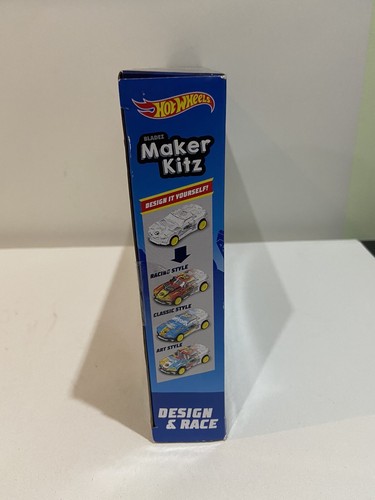 HOT WHEELS
BLADEZ
Maker
Kitz
DESIGN IT YOURSELF!
RACING STYLE
CLASSIC STYLE
ART STYLE
DESIGN
& RACE